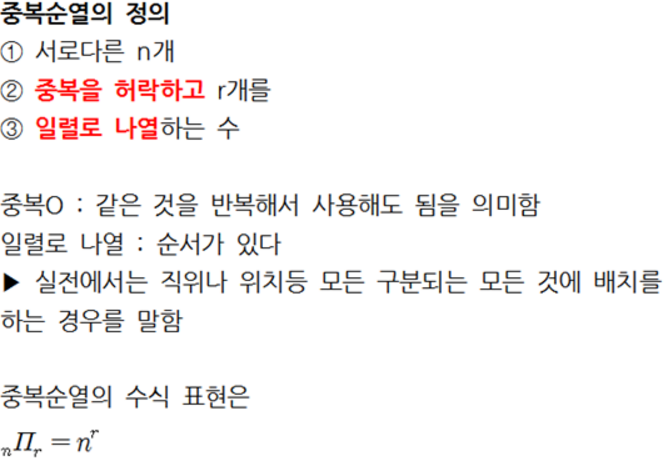 중복순열의 정의
① 서로다른 n개
② 중복을 허락하고 r개를
③ 일렬로 나열하는 수
중복O : 같은 것을 반복해서 사용해도 됨을 의미함
일렬로 나열 : 순서가 있다
▶ 실전에서는 직위나 위치등 모든 구분되는 모든 것에 배치를
하는 경우를 말함
중복순열의 수식 표현은
ₙΠᵣ = nʳ